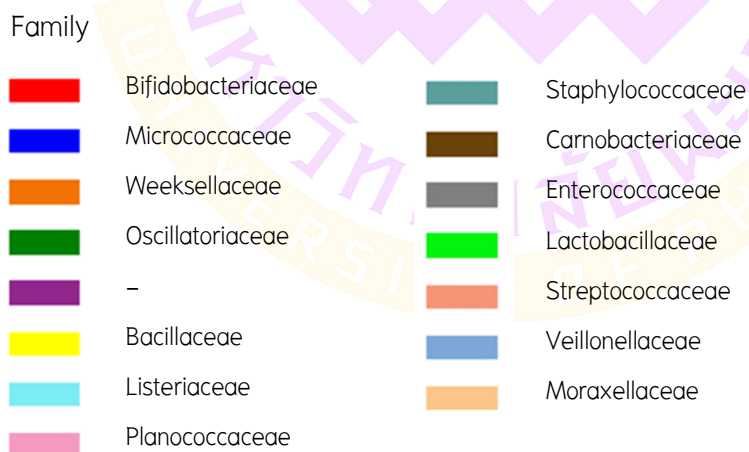 Family
Bifidobacteriaceae
Micrococcaceae
Weeksellaceae
Oscillatoriaceae
–
Bacillaceae
Listeriaceae
Planococcaceae
Staphylococcaceae
Carnobacteriaceae
Enterococcaceae
Lactobacillaceae
Streptococcaceae
Veillonellaceae
Moraxellaceae